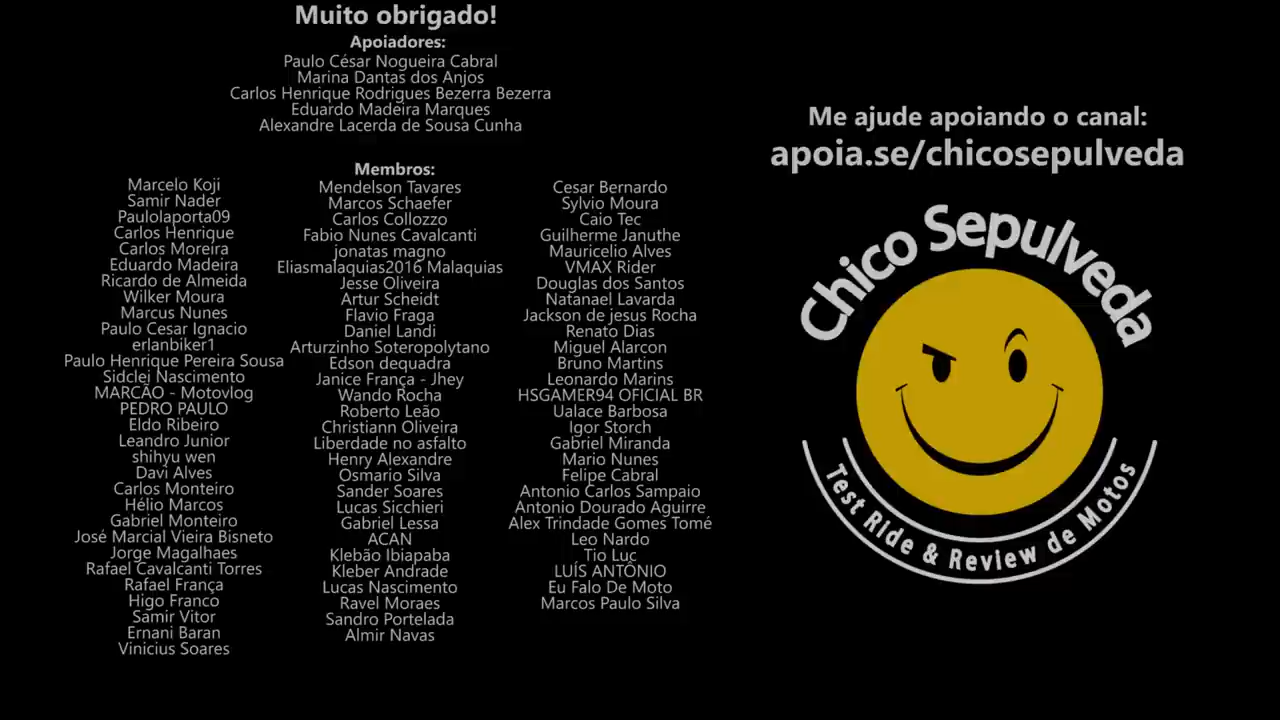 Muito obrigado!
Apoiadores:
Paulo César Nogueira Cabral
Marina Dantas dos Anjos
Carlos Henrique Rodrigues Bezerra Bezerra
Eduardo Madeira Marques
Alexandre Lacerda de Sousa Cunha
Membros:
Marcelo Koji
Samir Nader
Paulolaporta09
Carlos Henrique
Carlos Moreira
Eduardo Madeira
Ricardo de Almeida
Wilker Moura
Marcus Nunes
Paulo Cesar Ignacio
erlanbiker1
Paulo Henrique Pereira Sousa
Sidclei Nascimento
MARCÃO - Motovlog
PEDRO PAULO
Eldo Ribeiro
Leandro Junior
shihyu wen
Davi Alves
Carlos Monteiro
Hélio Marcos
Gabriel Monteiro
José Marcial Vieira Bisneto
Jorge Magalhaes
Rafael Cavalcanti Torres
Rafael França
Higo Franco
Samir Vitor
Ernani Baran
Vinicius Soares
Mendelson Tavares
Marcos Schaefer
Carlos Collozzo
Fabio Nunes Cavalcanti
jonatas magno
Eliasmalaquias2016 Malaquias
Jesse Oliveira
Artur Scheidt
Flavio Fraga
Daniel Landi
Arturzinho Soteropolytano
Edson dequadra
Janice França - Jhey
Wando Rocha
Roberto Leão
Christiann Oliveira
Liberdade no asfalto
Henry Alexandre
Osmario Silva
Sander Soares
Lucas Sicchieri
Gabriel Lessa
ACAN
Klebão Ibiapaba
Kleber Andrade
Lucas Nascimento
Ravel Moraes
Sandro Portelada
Almir Navas
Cesar Bernardo
Sylvio Moura
Caio Tec
Guilherme Januthe
Mauricelio Alves
VMAX Rider
Douglas dos Santos
Natanael Lavarda
Jackson de jesus Rocha
Renato Dias
Miguel Alarcon
Bruno Martins
Leonardo Marins
HSGAMER94 OFICIAL BR
Ualace Barbosa
Igor Storch
Gabriel Miranda
Mario Nunes
Felipe Cabral
Antonio Carlos Sampaio
Antonio Dourado Aguirre
Alex Trindade Gomes Tomé
Leo Nardo
Tio Luc
LUÍS ANTÔNIO
Eu Falo De Moto
Marcos Paulo Silva
Me ajude apoiando o canal:
apoia.se/chicosepulveda
Chico Sepulveda
Test Ride & Review de Motos